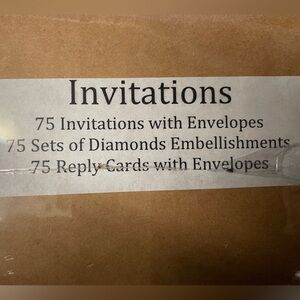 Invitations
75 Invitations with Envelopes
75 Sets of Diamonds Embellishments
75 Reply Cards with Envelopes